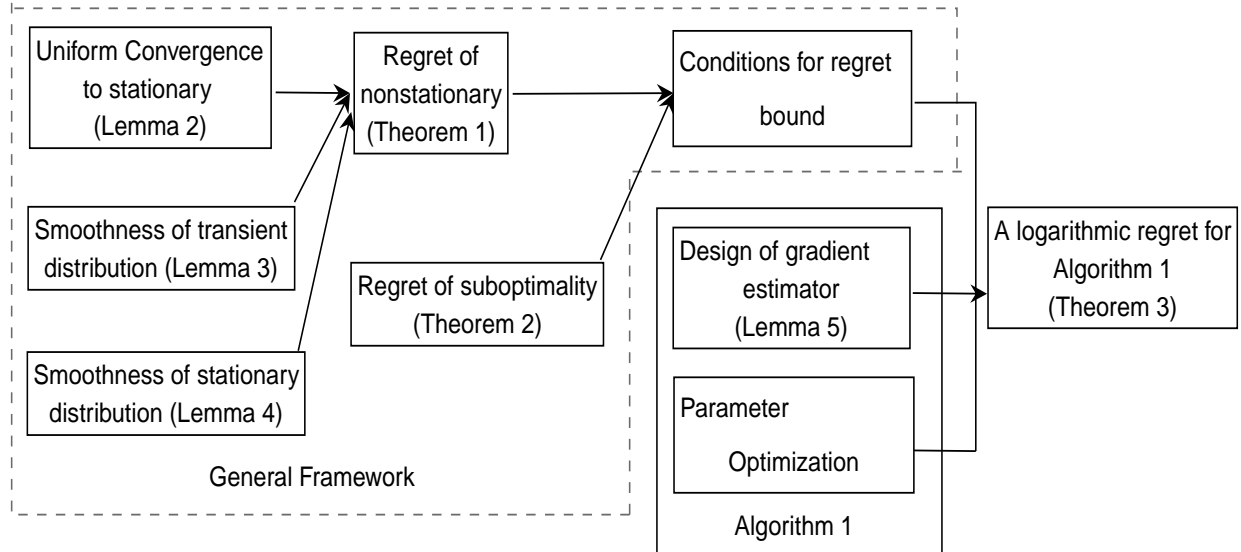 Uniform Convergence
to stationary
(Lemma 2)
Regret of
nonstationary
(Theorem 1)
Conditions for regret
bound
Smoothness of transient
distribution (Lemma 3)
Regret of suboptimality
(Theorem 2)
Design of gradient
estimator
(Lemma 5)
A logarithmic regret for
Algorithm 1
(Theorem 3)
Smoothness of stationary
distribution (Lemma 4)
Parameter
Optimization
General Framework
Algorithm 1